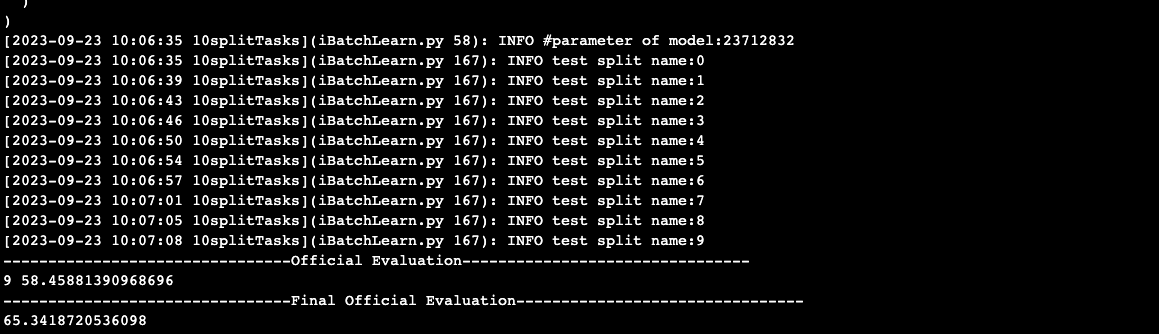 )
)
[2023-09-23 10:06:35 10splitTasks](iBatchLearn.py 58): INFO #parameter of model:23712832
[2023-09-23 10:06:35 10splitTasks](iBatchLearn.py 167): INFO test split name:0
[2023-09-23 10:06:39 10splitTasks](iBatchLearn.py 167): INFO test split name:1
[2023-09-23 10:06:43 10splitTasks](iBatchLearn.py 167): INFO test split name:2
[2023-09-23 10:06:46 10splitTasks](iBatchLearn.py 167): INFO test split name:3
[2023-09-23 10:06:50 10splitTasks](iBatchLearn.py 167): INFO test split name:4
[2023-09-23 10:06:54 10splitTasks](iBatchLearn.py 167): INFO test split name:5
[2023-09-23 10:06:57 10splitTasks](iBatchLearn.py 167): INFO test split name:6
[2023-09-23 10:07:01 10splitTasks](iBatchLearn.py 167): INFO test split name:7
[2023-09-23 10:07:05 10splitTasks](iBatchLearn.py 167): INFO test split name:8
[2023-09-23 10:07:08 10splitTasks](iBatchLearn.py 167): INFO test split name:9
--------------------------------Official Evaluation--------------------------------
9 58.45881390968696
--------------------------------Final Official Evaluation--------------------------------
65.3418720536098